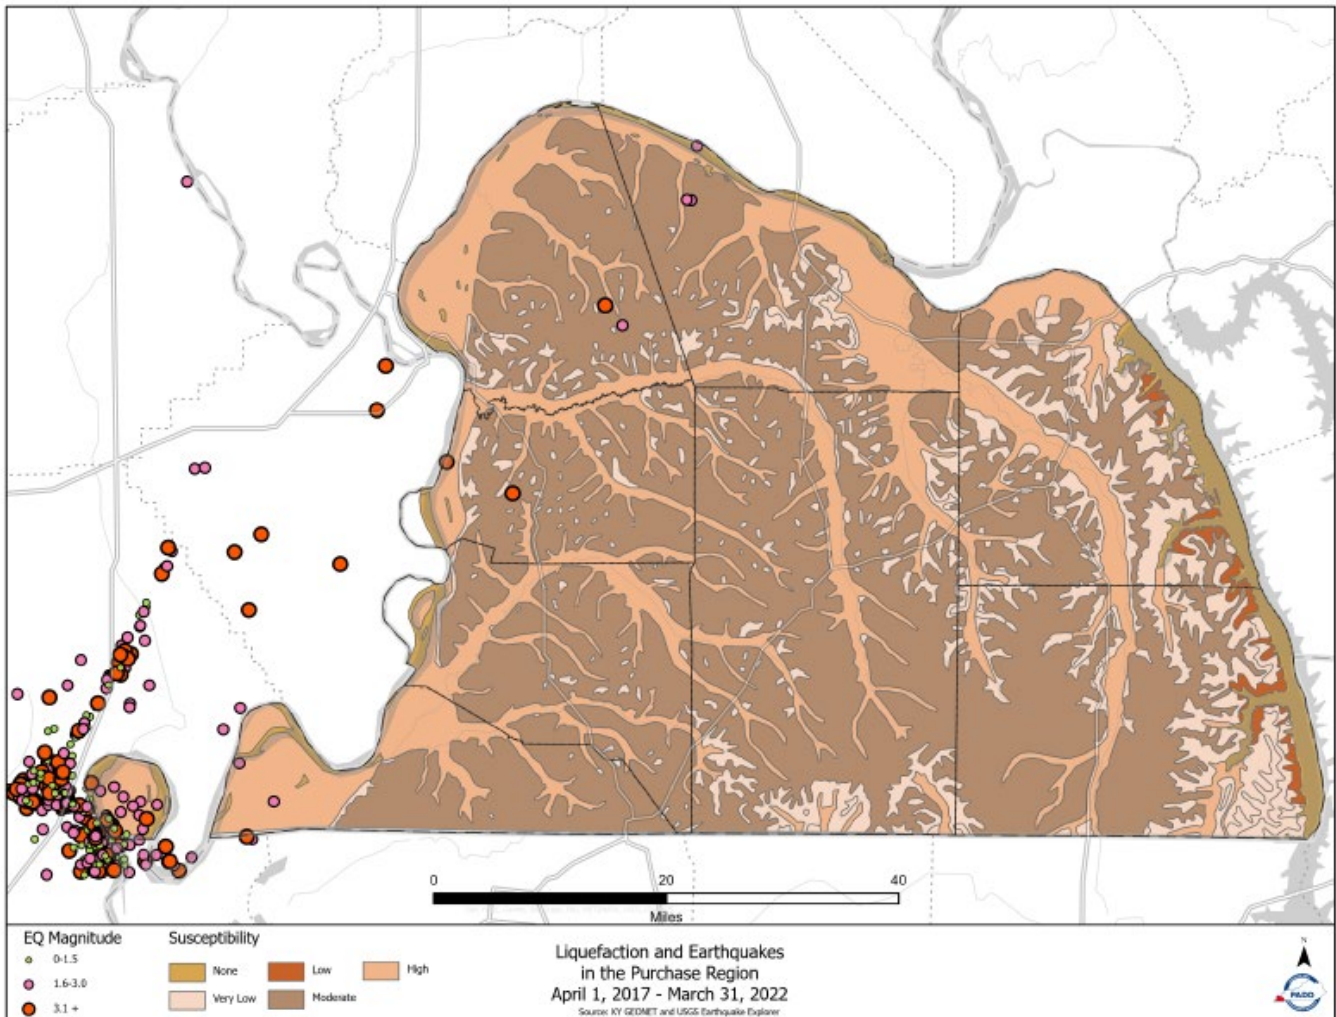 0 20 40
Miles
EQ Magnitude
0-1.5
1.6-3.0
3.1 +
Susceptibility
None
Low
High
Very Low
Moderate
Liquefaction and Earthquakes
in the Purchase Region
April 1, 2017 - March 31, 2022
Source: KY GEONET and USGS Earthquake Explorer
N
PADD